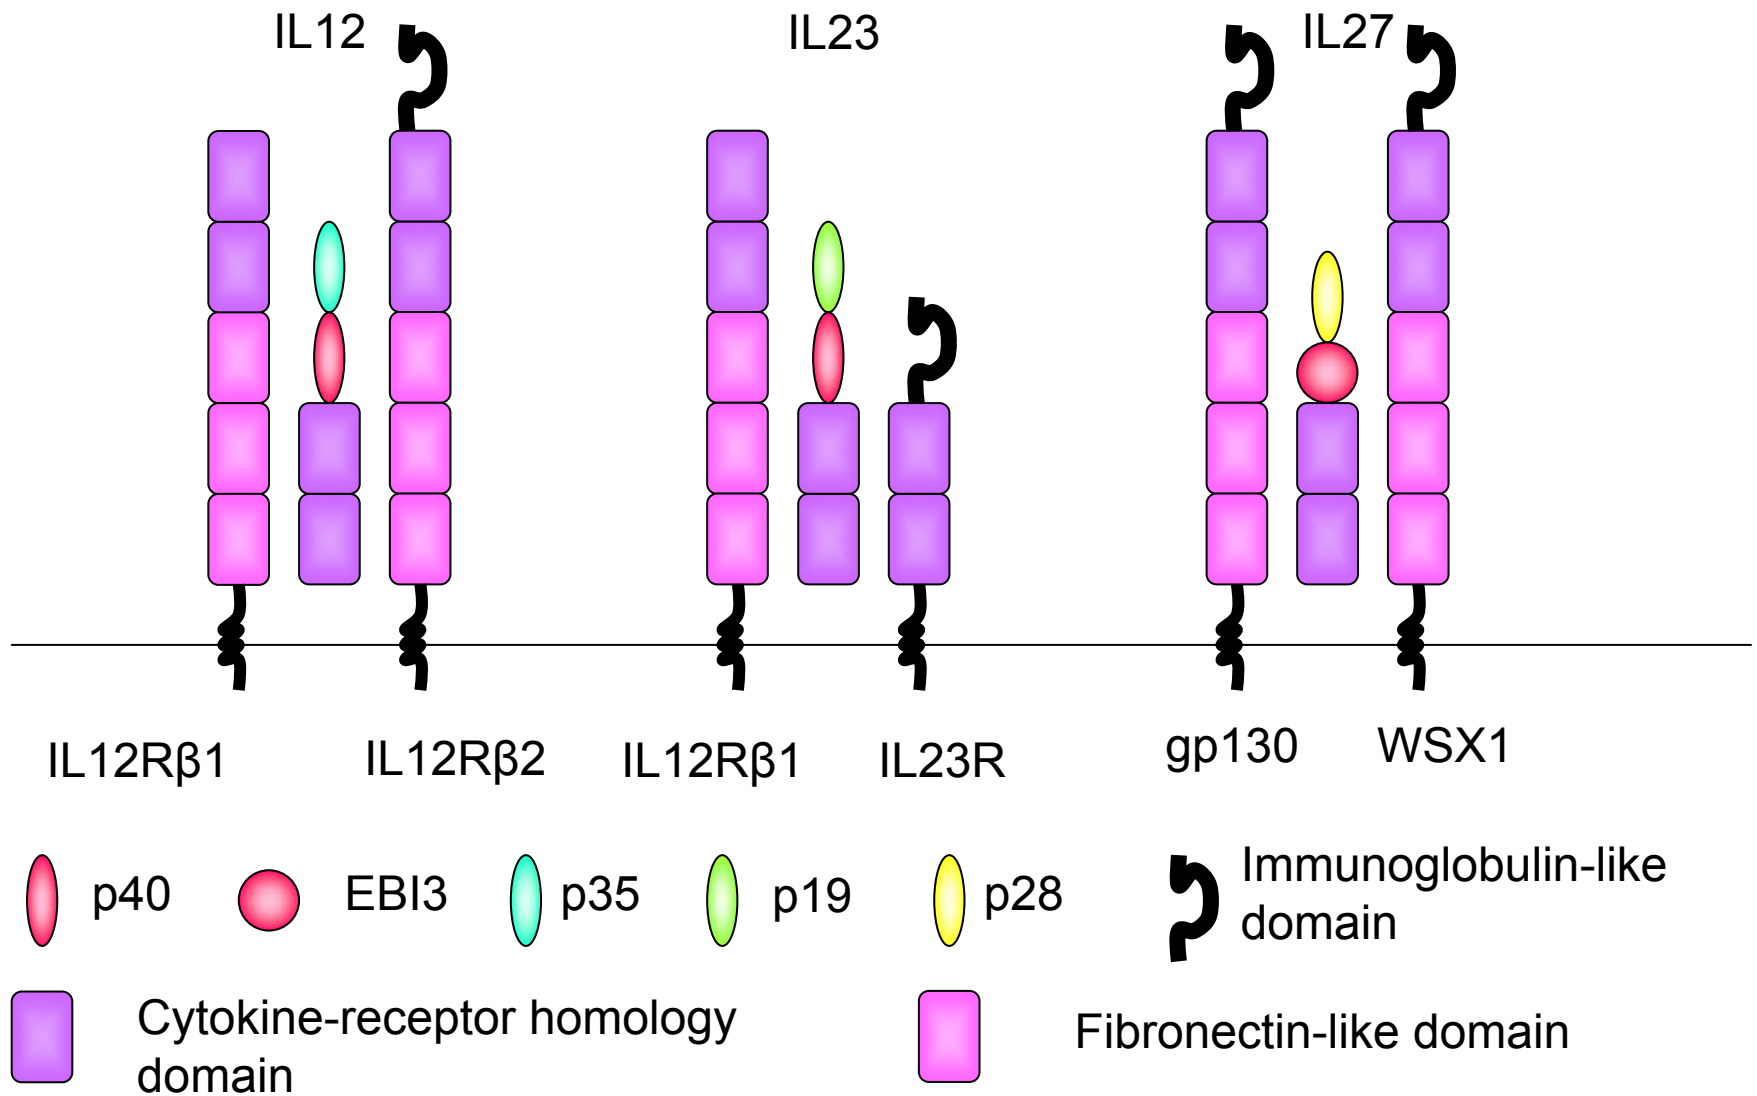 IL12
IL23
IL27
IL12Rβ1
IL12Rβ2
IL12Rβ1
IL23R
gp130
WSX1
p40
EBI3
p35
p19
p28
Immunoglobulin-like
domain
Cytokine-receptor homology
domain
Fibronectin-like domain